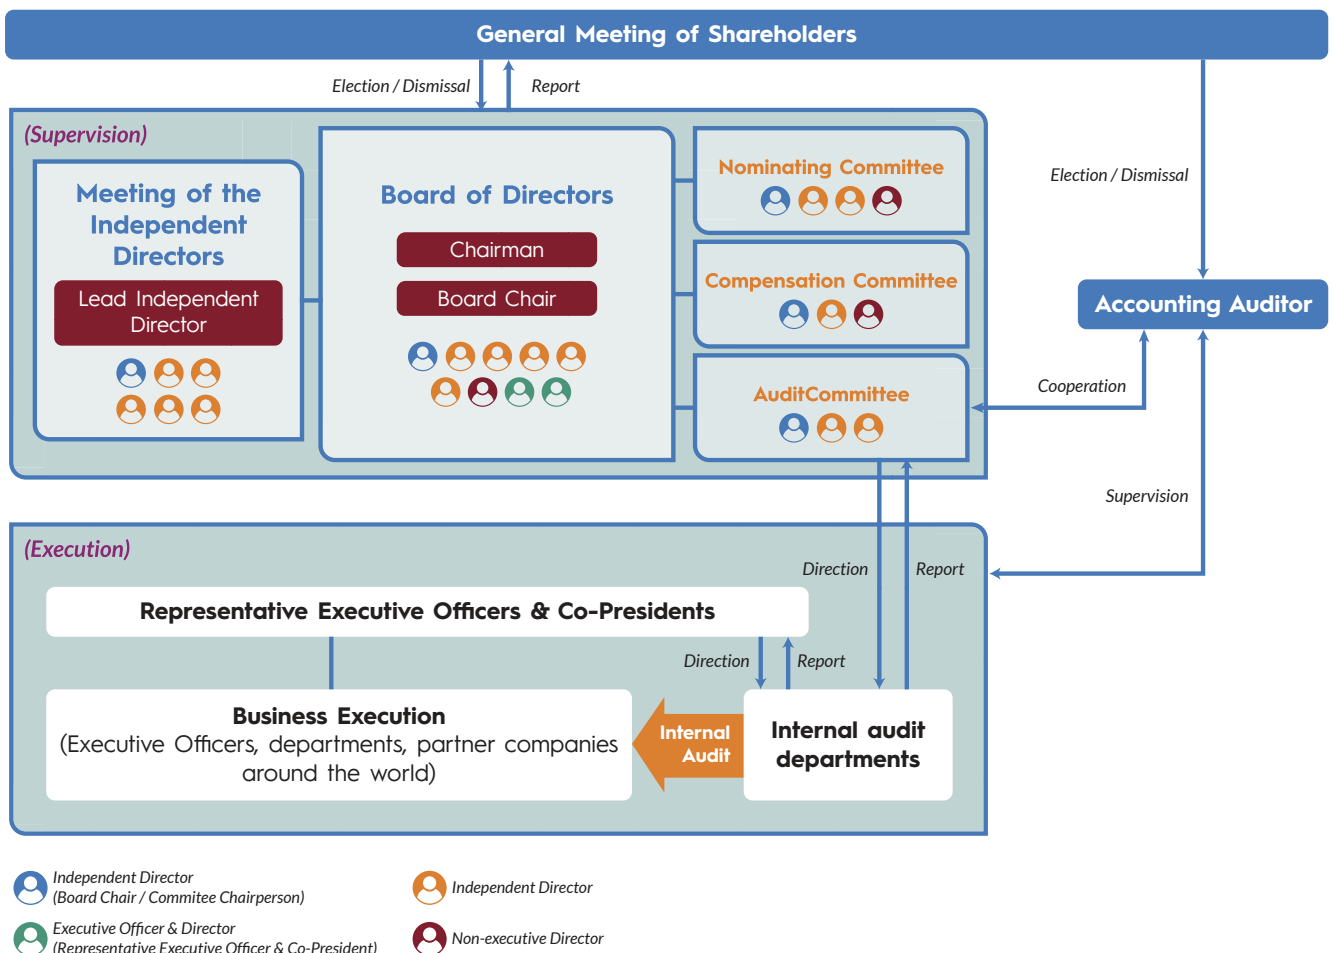 General Meeting of Shareholders
Election / Dismissal
Report
(Supervision)
Meeting of the
Independent
Directors
Lead Independent
Director
Board of Directors
Chairman
Board Chair
Nominating Committee
Compensation Committee
AuditCommittee
Election / Dismissal
Accounting Auditor
Cooperation
Supervision
(Execution)
Direction
Report
Representative Executive Officers & Co-Presidents
Direction
Report
Business Execution
(Executive Officers, departments, partner companies
around the world)
Internal
Audit
Internal audit
departments
Independent Director
(Board Chair / Commitee Chairperson)
Independent Director
Executive Officer & Director
(Representative Executive Officer & Co-President)
Non-executive Director